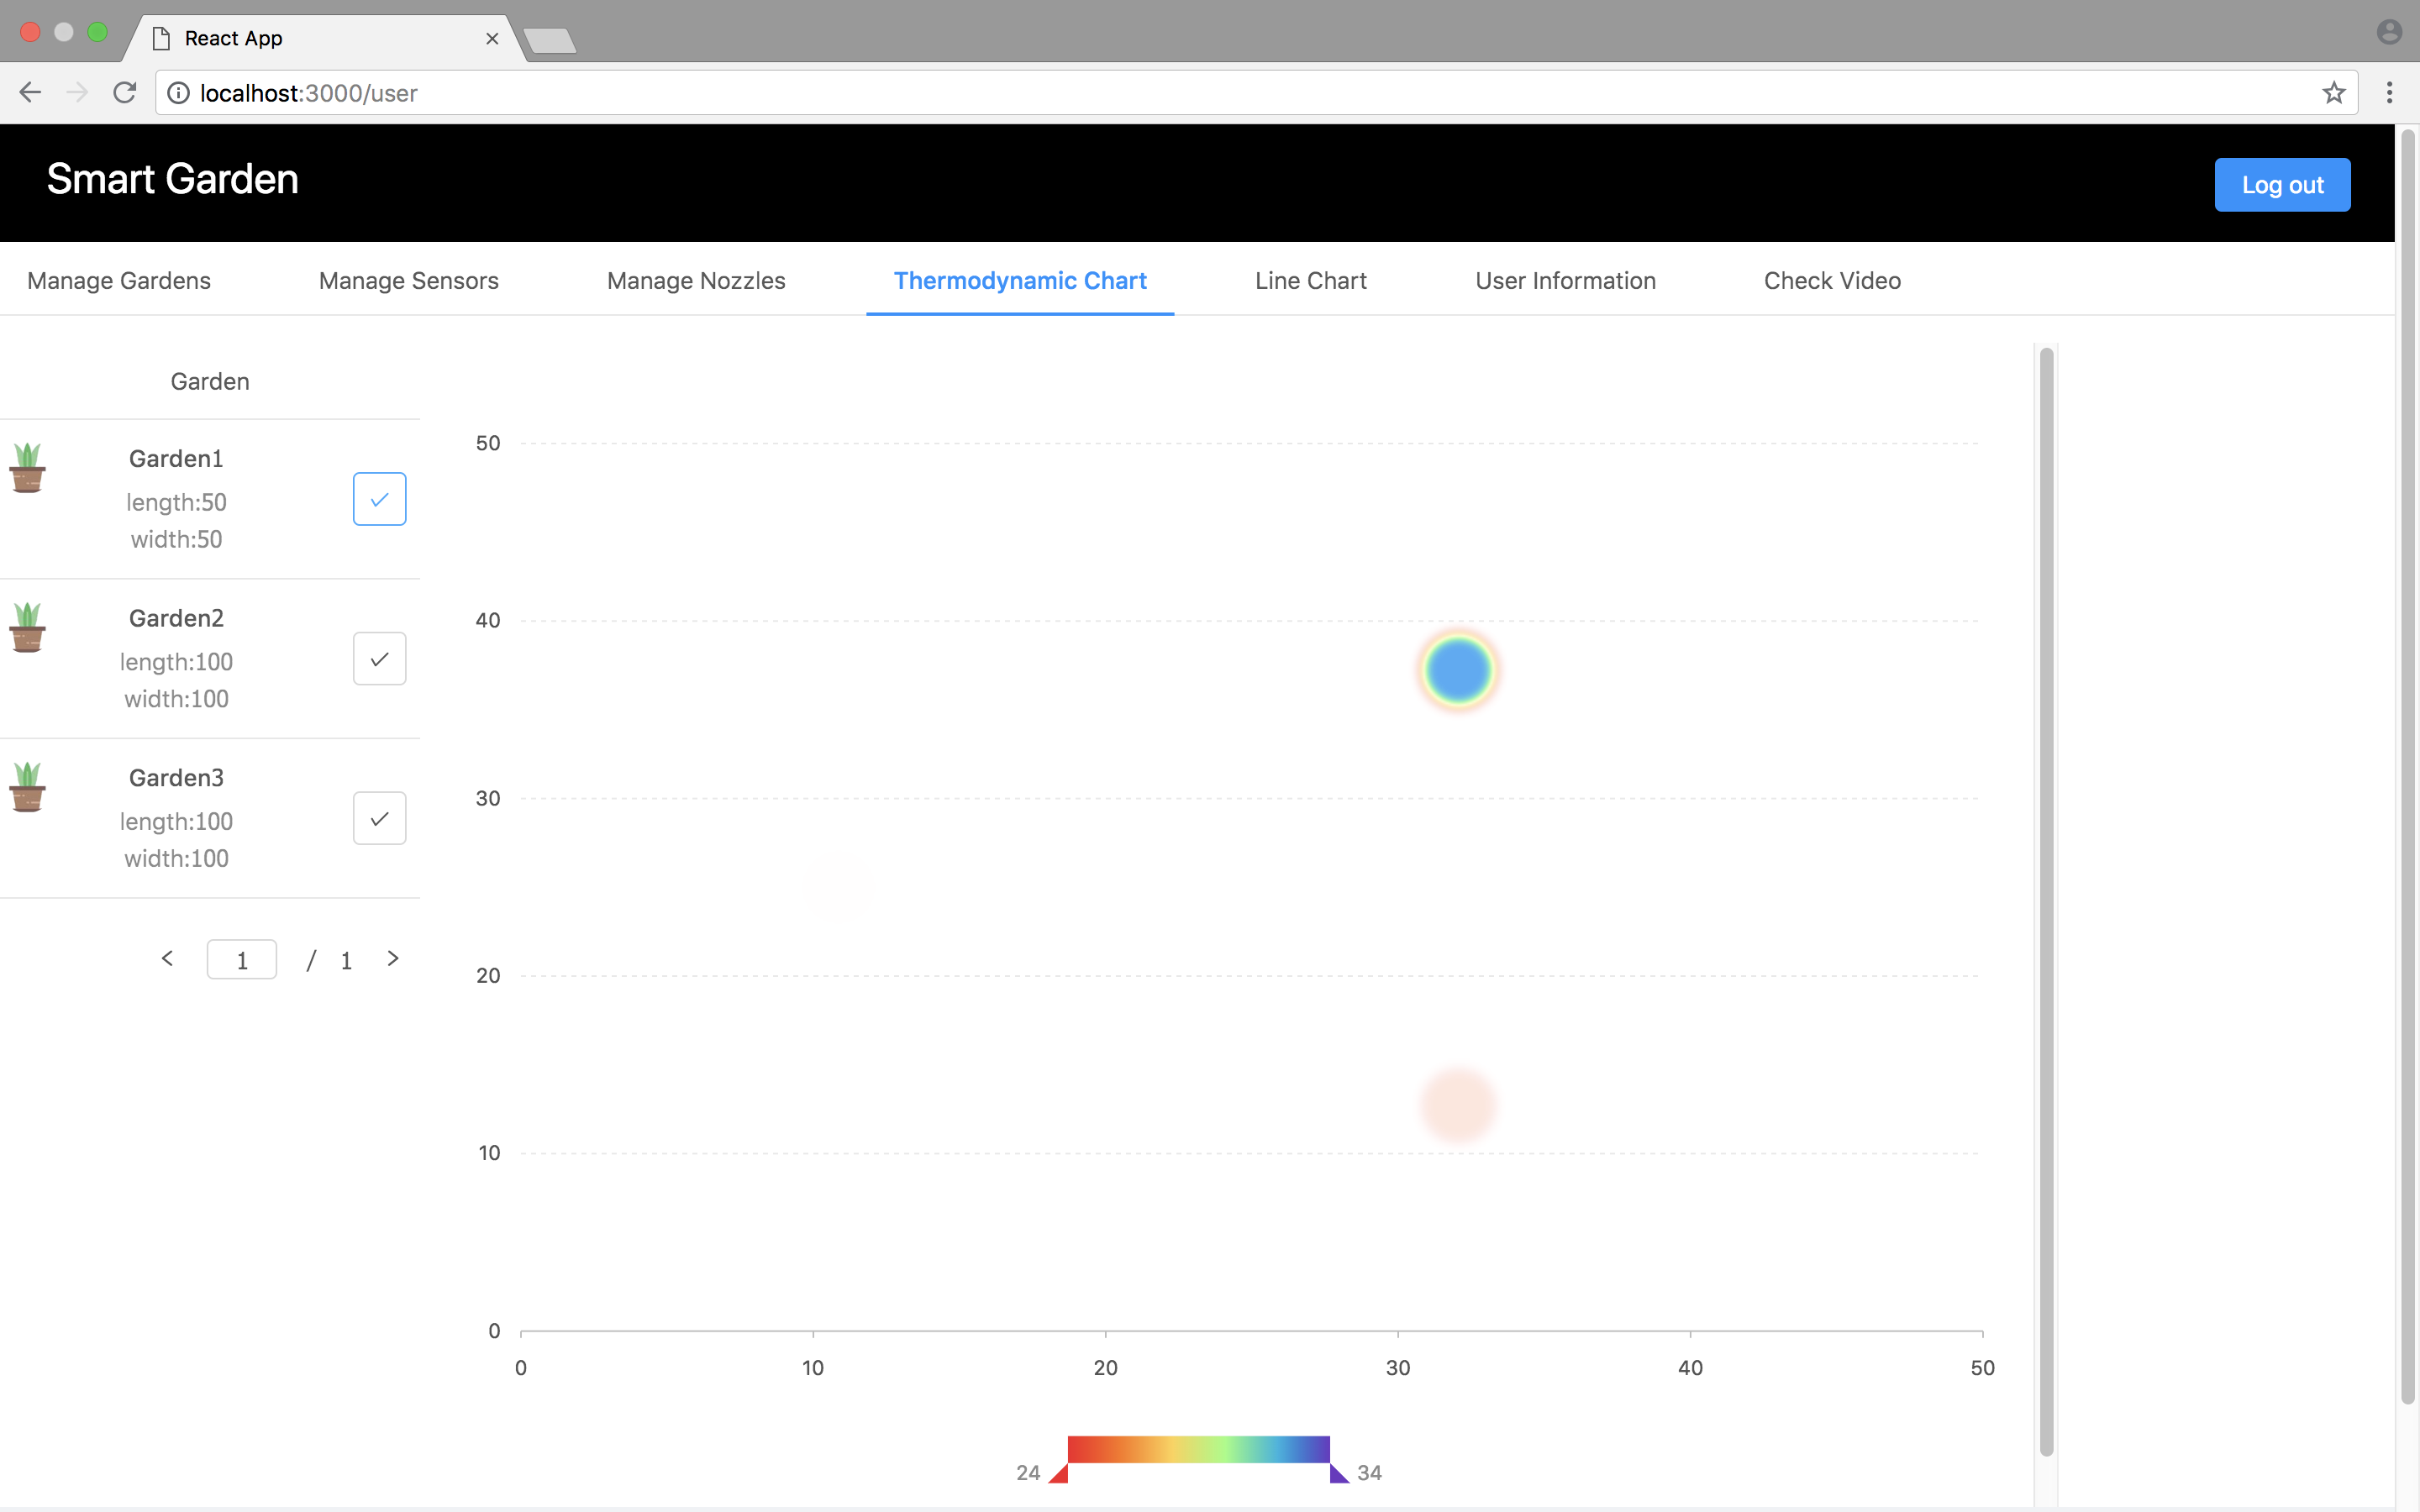 React App
localhost:3000/user
Smart Garden
Log out
Manage Gardens Manage Sensors Manage Nozzles Thermodynamic Chart Line Chart User Information Check Video
Garden
Garden1
length:50
width:50
Garden2
length:100
width:100
Garden3
length:100
width:100
1 / 1
50
40
30
20
10
0
0 10 20 30 40 50
24 34